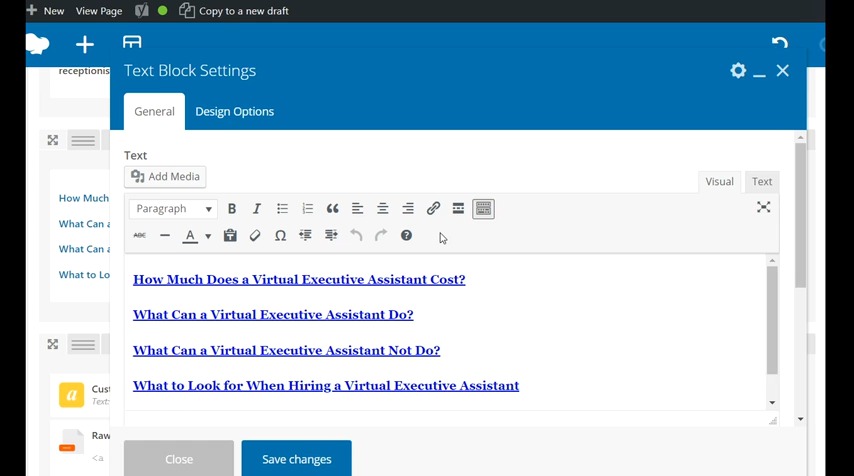 New View Page Copy to a new draft
receptionis
Text Block Settings
General Design Options
Text
Add Media
Visual Text
Paragraph B I
ABC A Ω ?
How Much
What Can a
What Can a
What to Lo
How Much Does a Virtual Executive Assistant Cost?
What Can a Virtual Executive Assistant Do?
What Can a Virtual Executive Assistant Not Do?
What to Look for When Hiring a Virtual Executive Assistant
a Cust
Text:
Raw
<a
Close Save changes